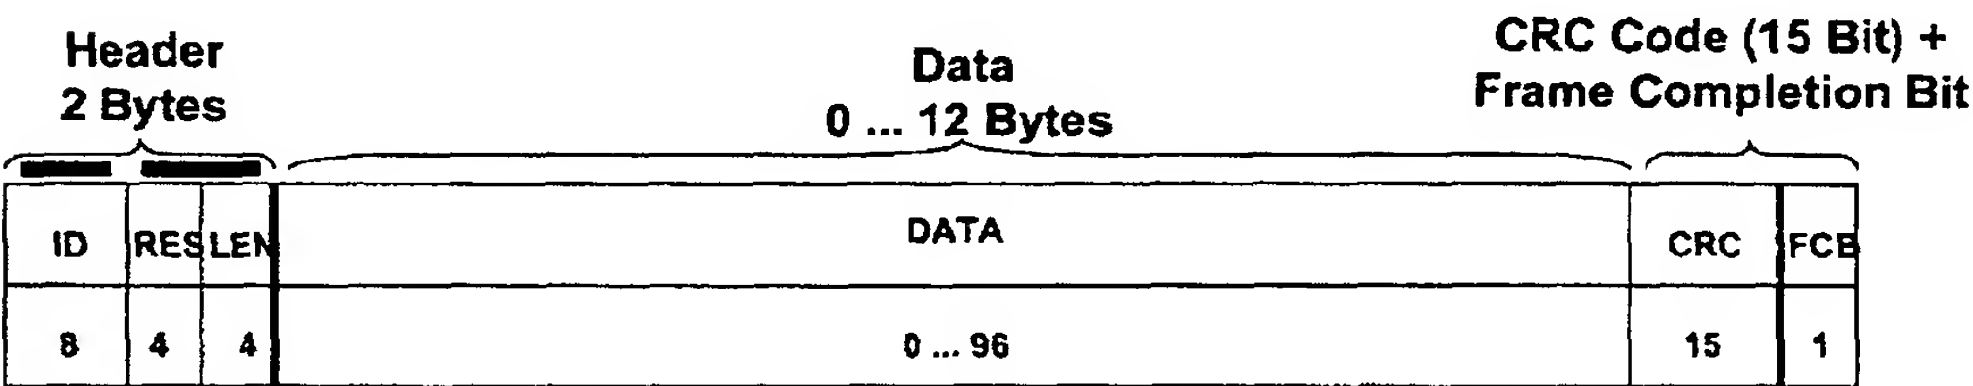 Header
2 Bytes
Data
0 ... 12 Bytes
CRC Code (15 Bit) +
Frame Completion Bit
ID RES LEN DATA CRC FCB
8 4 4 0 ... 96 15 1